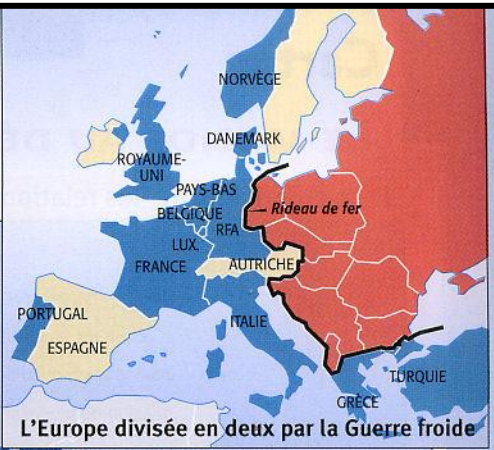 NORVÈGE
DANEMARK
ROYAUME-
UNI
PAYS-BAS
BELGIQUE
Rideau de fer
RFA
LUX.
FRANCE
AUTRICHE
PORTUGAL
ITALIE
ESPAGNE
TURQUIE
GRÈCE
L'Europe divisée en deux par la Guerre froide